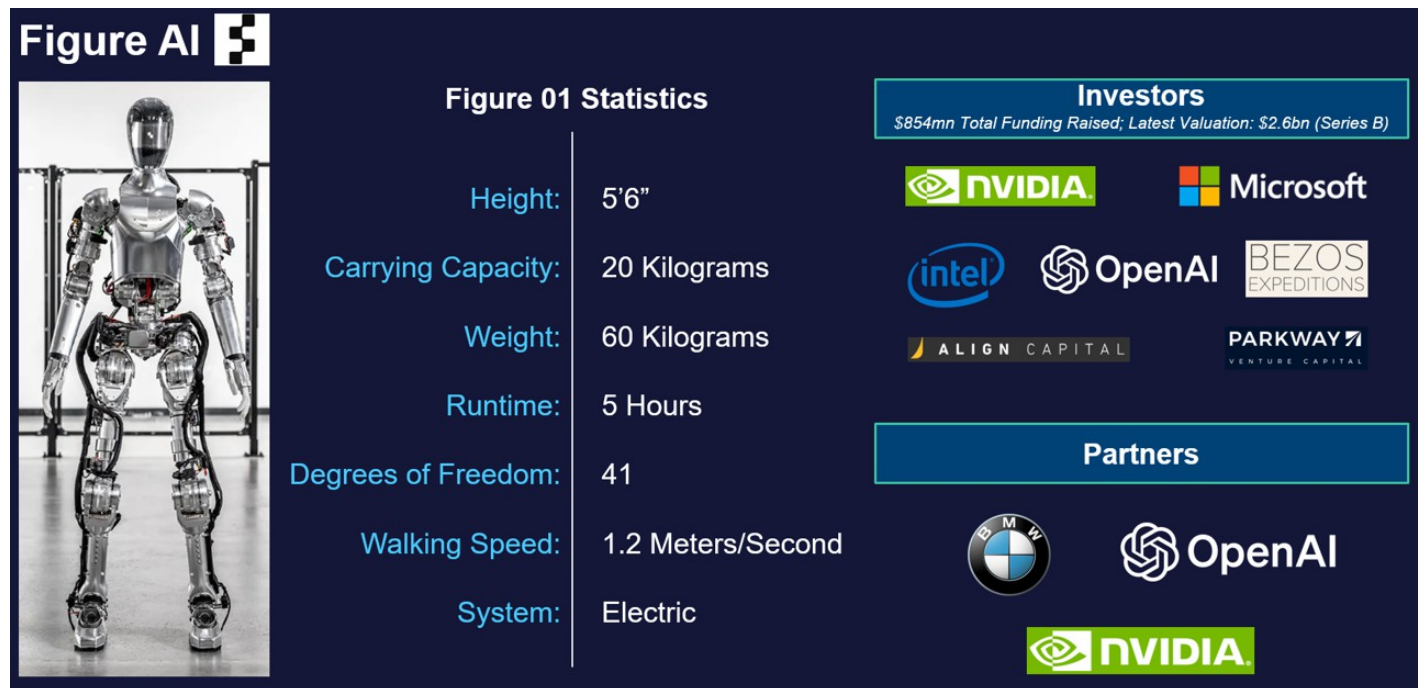 Figure AI
Figure 01 Statistics
Height: 5’6”
Carrying Capacity: 20 Kilograms
Weight: 60 Kilograms
Runtime: 5 Hours
Degrees of Freedom: 41
Walking Speed: 1.2 Meters/Second
System: Electric
Investors
$854mn Total Funding Raised; Latest Valuation: $2.6bn (Series B)
NVIDIA.
Microsoft
intel
OpenAI
BEZOS
EXPEDITIONS
ALIGN CAPITAL
PARKWAY
VENTURE CAPITAL
Partners
BMW
OpenAI
NVIDIA.